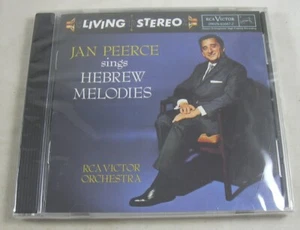 LIVING STEREO
RCA VICTOR
JAN PEERCE
sings
HEBREW
MELODIES
RCA VICTOR
ORCHESTRA